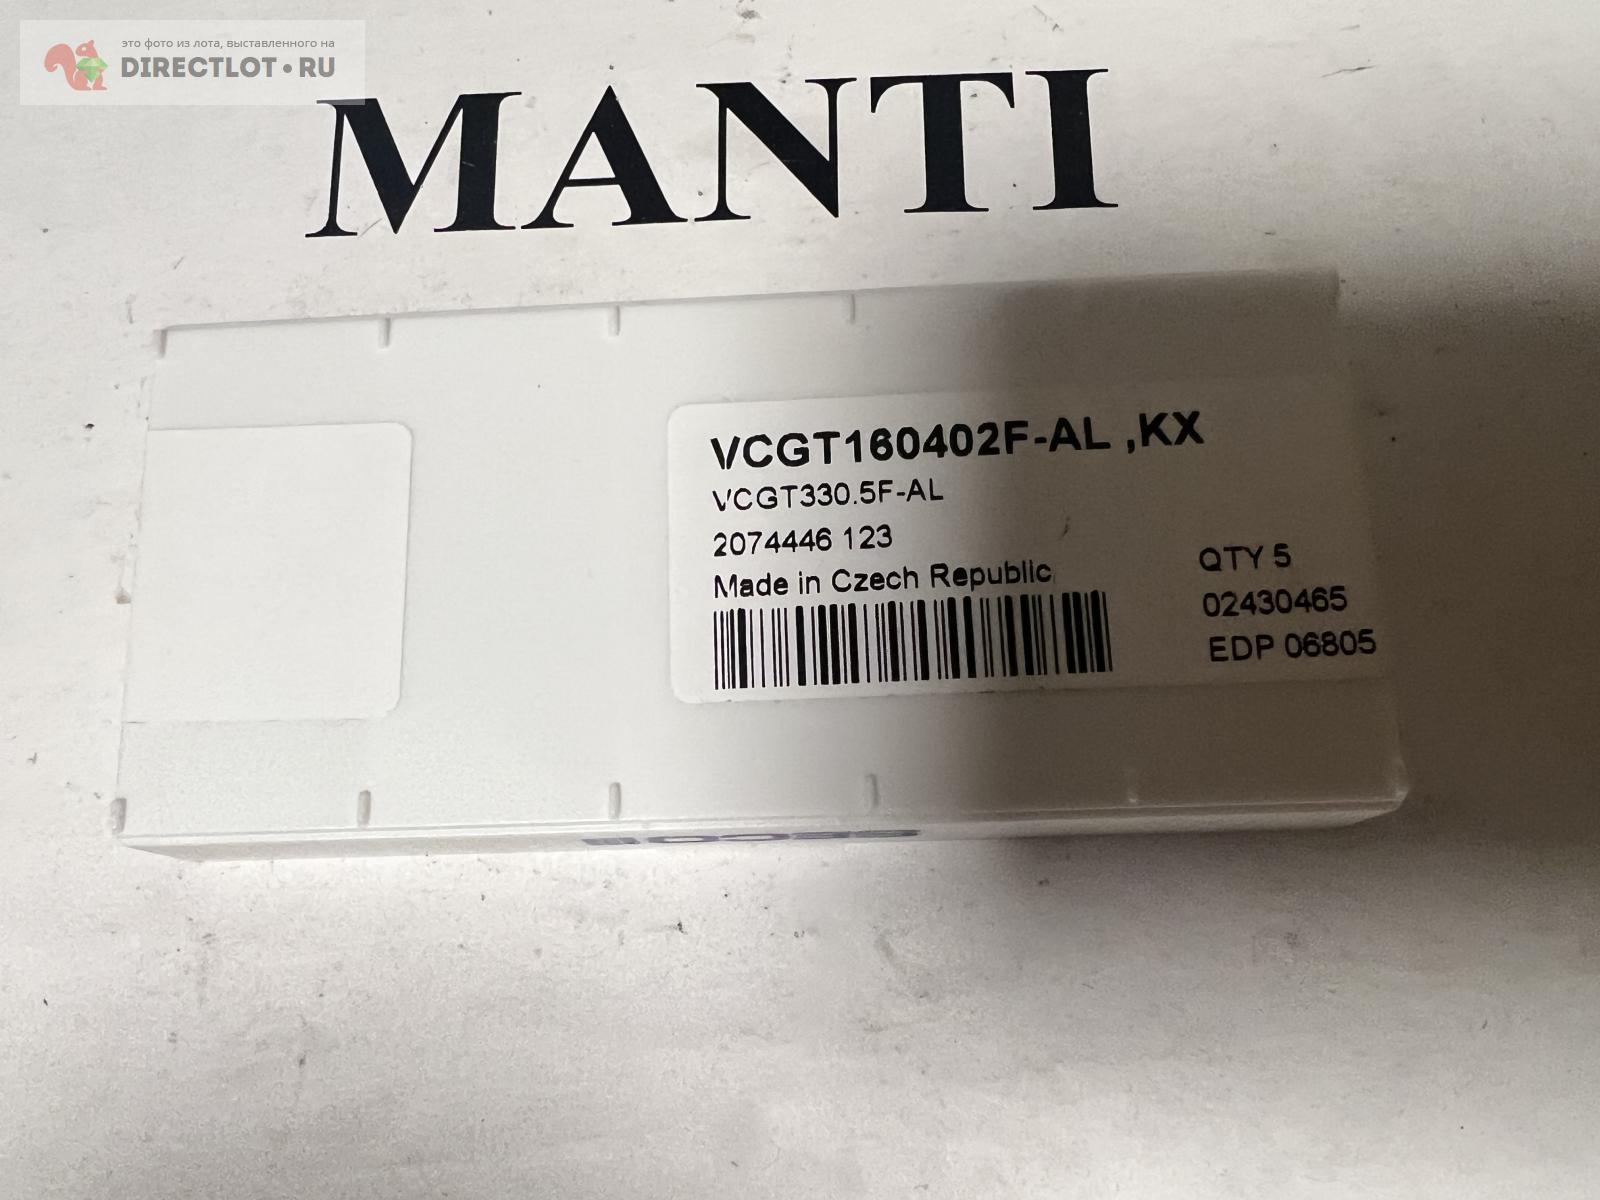 это фото из лота, выставленного на
DIRECTLOT•RU
MANTI
VCGT160402F-AL ,KX
VCGT330.5F-AL
2074446 123
Made in Czech Republic
QTY 5
02430465
EDP 06805